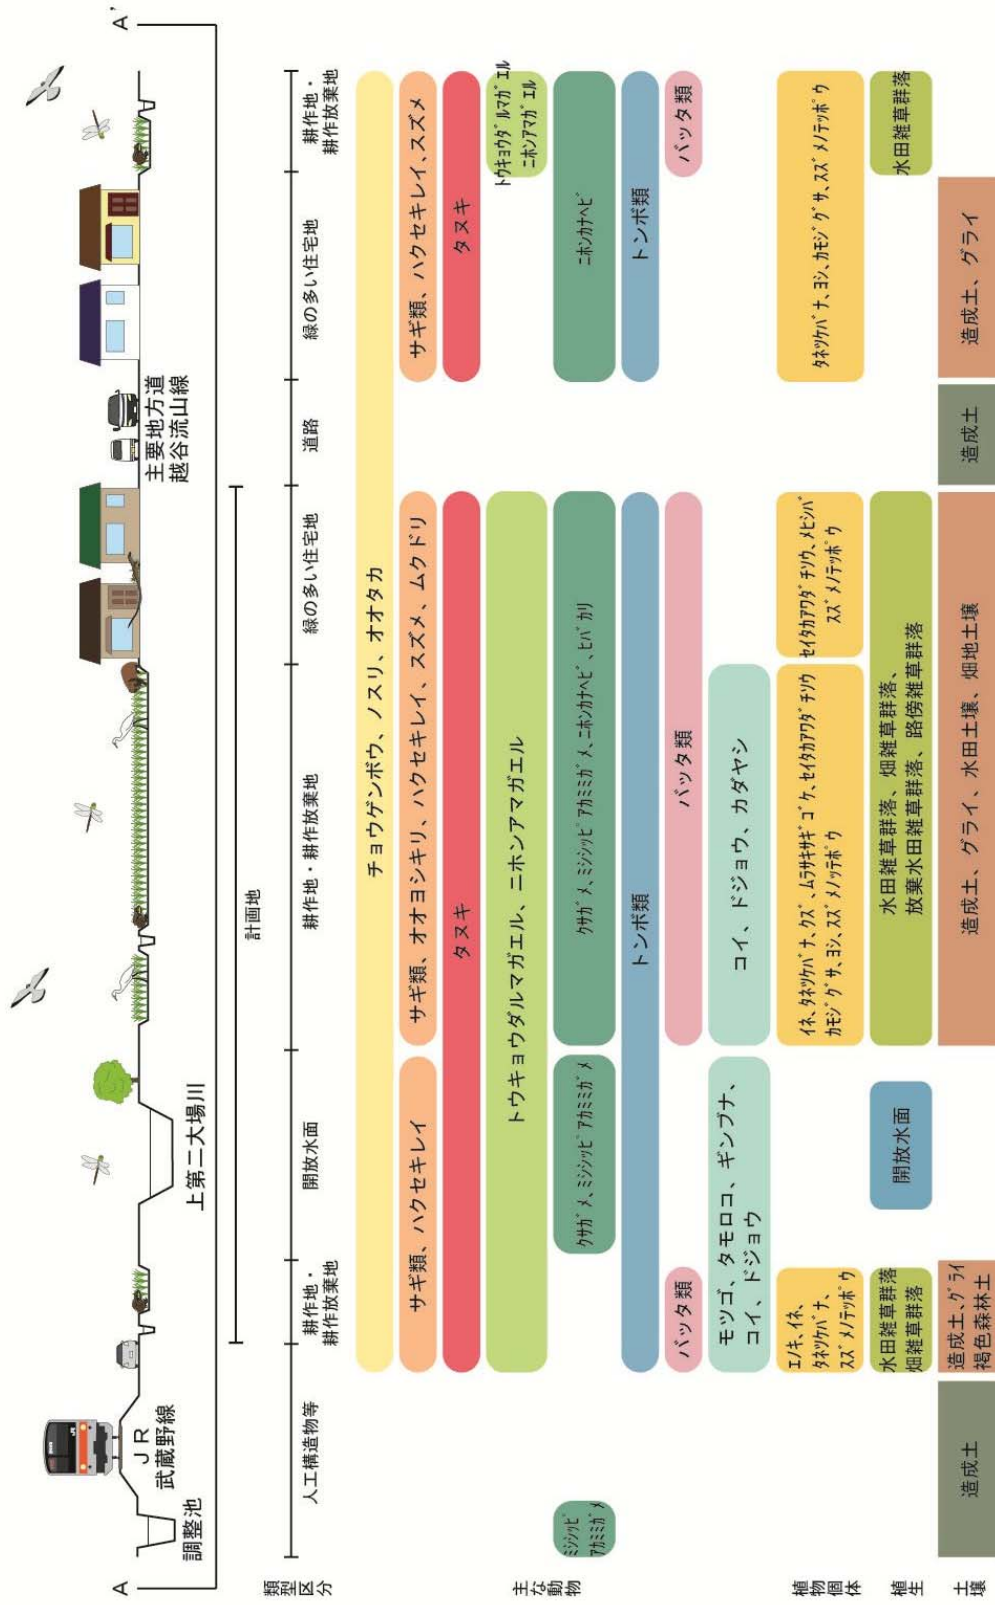 A
A'
調整池
JR
武蔵野線
上第二大場川
主要地方道
越谷流山線
計画地
類型区分
人工構造物等
耕作地・
耕作放棄地
開放水面
耕作地・耕作放棄地
緑の多い住宅地
道路
緑の多い住宅地
耕作地・
耕作放棄地
主な動物
チョウゲンボウ、ノスリ、オオタカ
サギ類、ハクセキレイ
サギ類、オオヨシキリ、ハクセキレイ、スズメ、ムクドリ
サギ類、ハクセキレイ、スズメ
タヌキ
タヌキ
トウキョウダルマガエル、ニホンアマガエル
トウキョウダルマガエル
ニホンアマガエル
ミシシッピ
アカミミガメ
クサガメ、ミシシッピアカミミガメ
クサガメ、ミシシッピアカミミガメ、ニホンカナヘビ、ヒバカリ
ニホンカナヘビ
トンボ類
トンボ類
バッタ類
バッタ類
バッタ類
モツゴ、タモロコ、ギンブナ、
コイ、ドジョウ
コイ、ドジョウ、カダヤシ
植物個体
エノキ、イネ、
タネツケバナ、
スズメノテッポウ
イネ、タネツケバナ、クズ、ムラサキサギゴケ、セイタカアワダチソウ
カモジグサ、ヨシ、スズメノテッポウ
セイタカアワダチソウ、メヒシバ
スズメノテッポウ
タネツケバナ、ヨシ、カモジグサ、スズメノテッポウ
植生
水田雑草群落
畑雑草群落
開放水面
水田雑草群落、畑雑草群落、
放棄水田雑草群落、路傍雑草群落
水田雑草群落
土壌
造成土
造成土、グライ
褐色森林土
造成土、グライ、水田土壌、畑地土壌
造成土
造成土、グライ